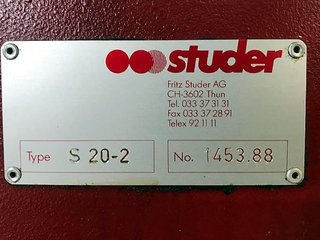 studer
Fritz Studer AG
CH-3602 Thun
Tel. 033 37 31 31
Fax 033 37 28 91
Telex 92 11 11
Type S 20-2 No. 1453.88